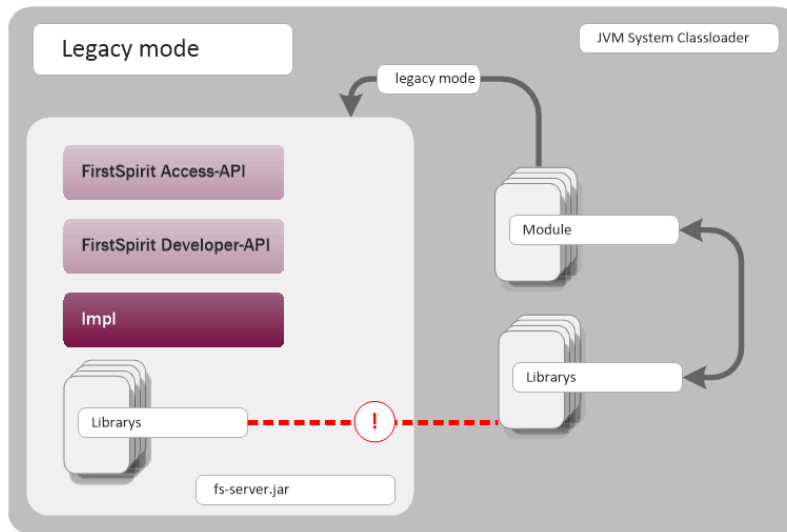 Legacy mode
JVM System Classloader
legacy mode
FirstSpirit Access-API
FirstSpirit Developer-API
Module
Impl
Librarys
Librarys
!
fs-server.jar